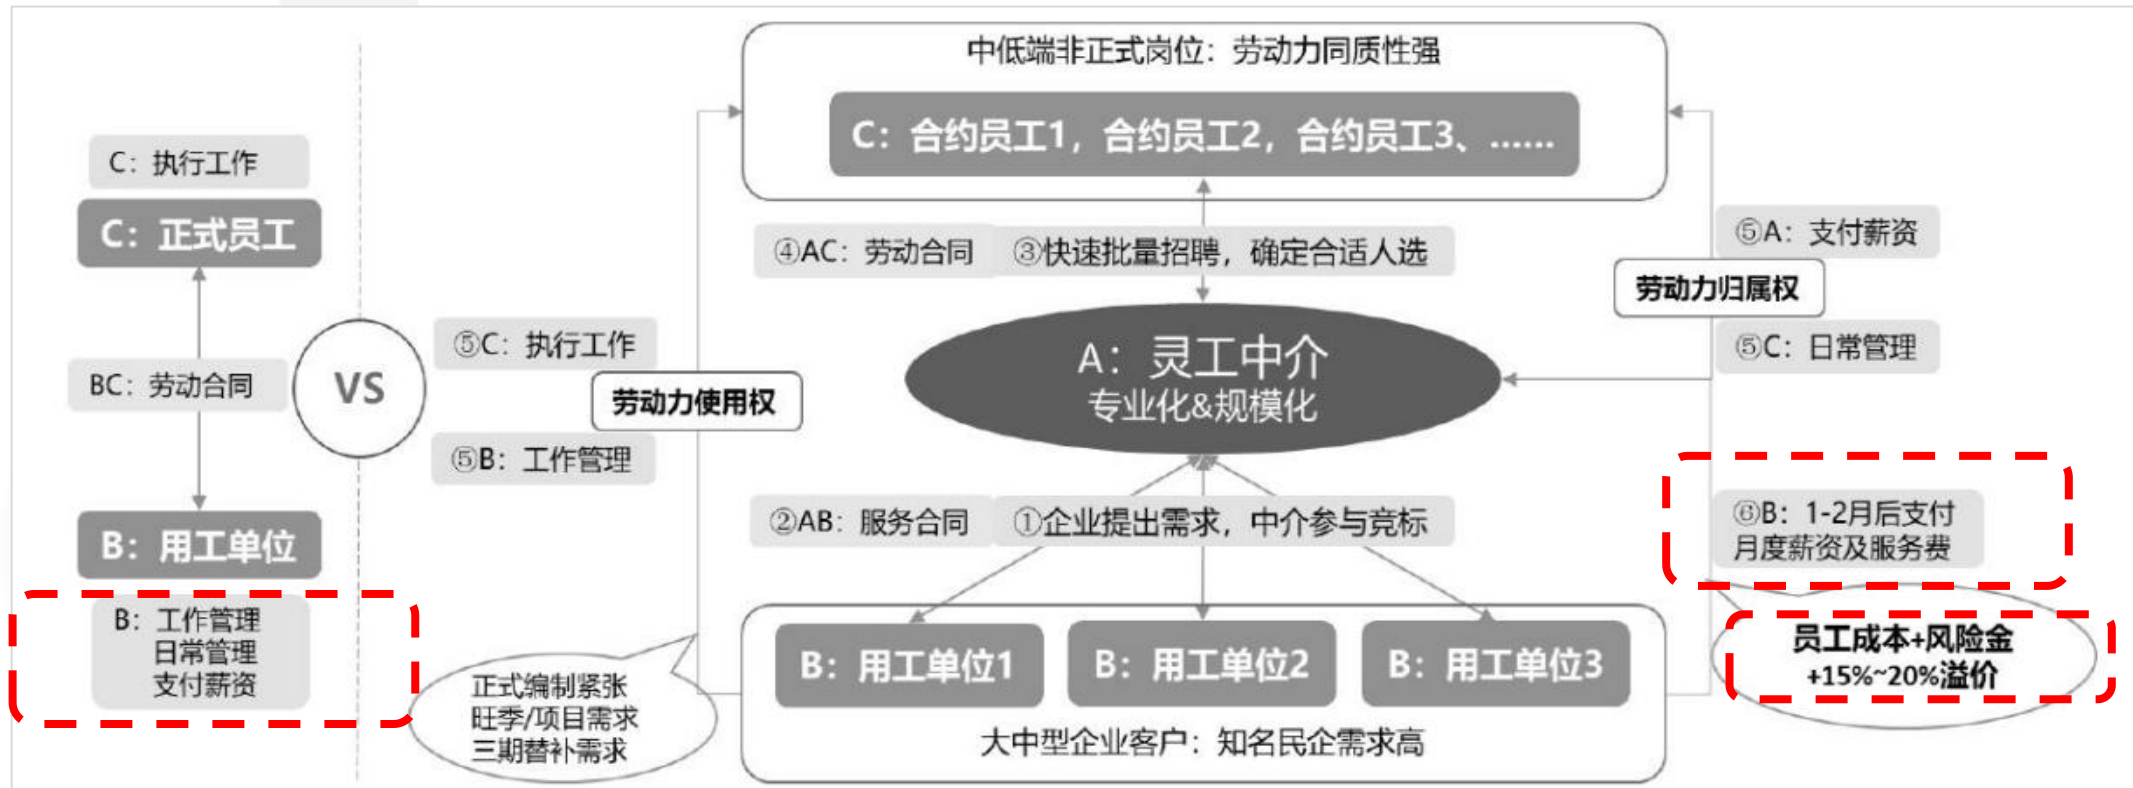 C：执行工作
C：正式员工
BC：劳动合同
B：用工单位
B：工作管理
日常管理
支付薪资
VS
中低端非正式岗位：劳动力同质性强
C：合约员工1，合约员工2，合约员工3、……
④AC：劳动合同
③快速批量招聘，确定合适人选
⑤C：执行工作
劳动力使用权
⑤B：工作管理
A：灵工中介
专业化&规模化
⑤A：支付薪资
劳动力归属权
⑤C：日常管理
②AB：服务合同
①企业提出需求，中介参与竞标
⑥B：1-2月后支付
月度薪资及服务费
B：用工单位1
B：用工单位2
B：用工单位3
大中型企业客户：知名民企需求高
正式编制紧张
旺季/项目需求
三期替补需求
员工成本+风险金
+15%~20%溢价